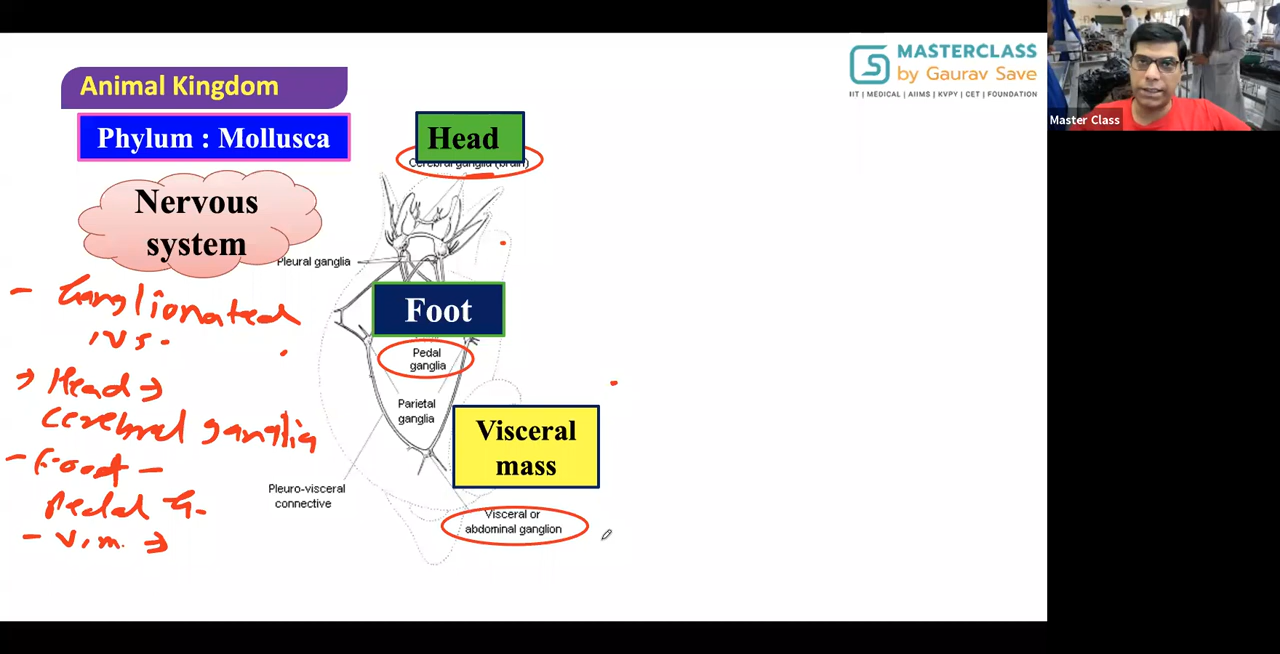 MASTERCLASS
by Gaurav Save
IIT | MEDICAL | AIIMS | KVPY | CET | FOUNDATION
Master Class
Animal Kingdom
Phylum : Mollusca
Head
Cerebral ganglia (brain)
Nervous
system
Pleural ganglia
- Ganglionated
NS.
Foot
Pedal
ganglia
→ Head →
Cerebral ganglia
Parietal
ganglia
Visceral
mass
- Foot -
Pedal G.
- V.m. →
Pleuro-visceral
connective
Visceral or
abdominal ganglion